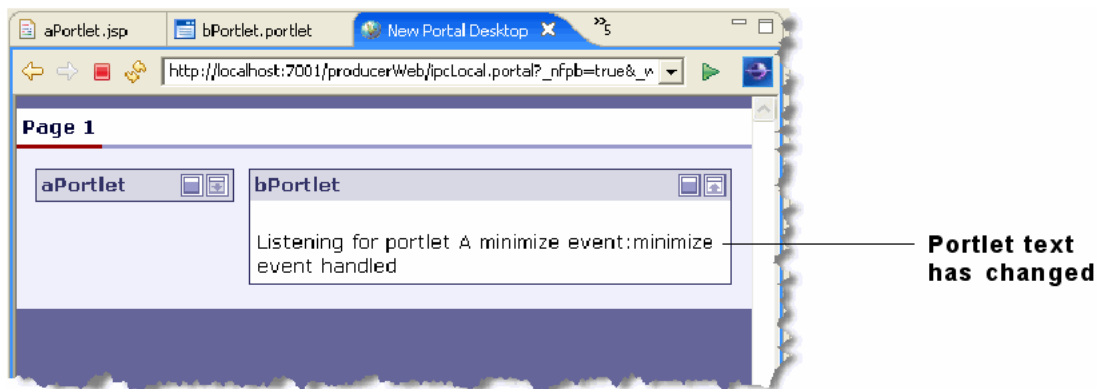 aPortlet.jsp bPortlet.portlet New Portal Desktop »5
http://localhost:7001/producerWeb/ipcLocal.portal?_nfpb=true&_w
Page 1
aPortlet bPortlet
Listening for portlet A minimize event:minimize
event handled
Portlet text
has changed